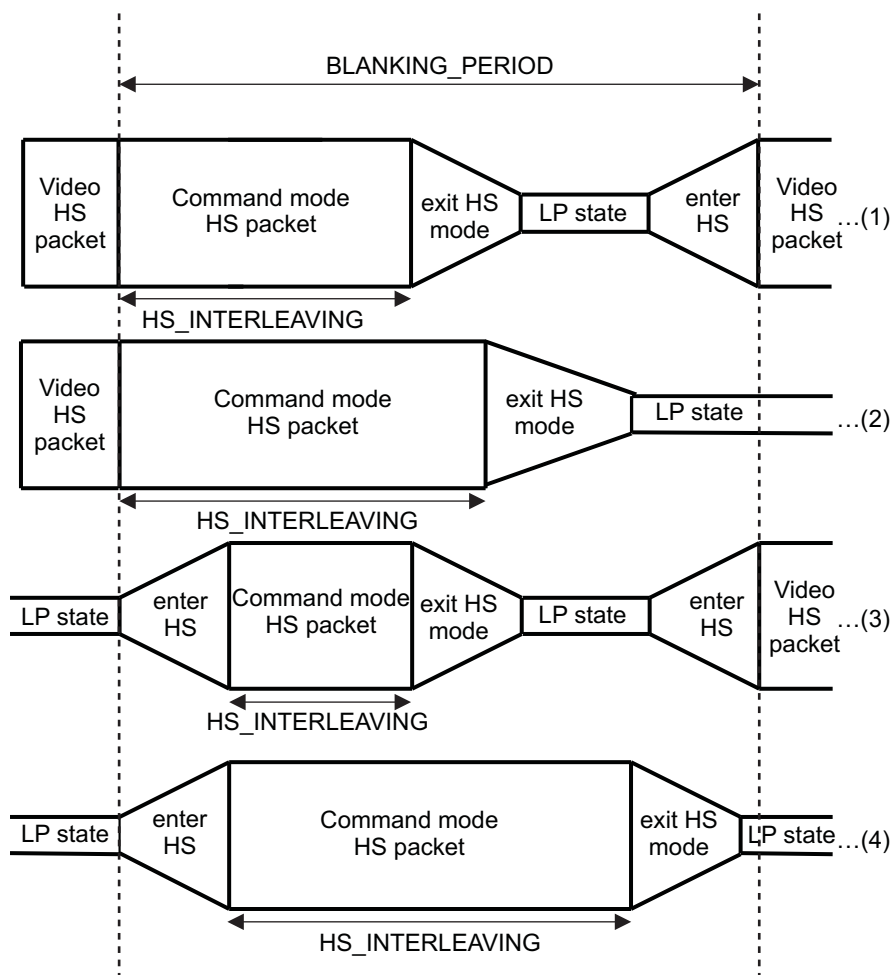 BLANKING_PERIOD
Video
HS
packet
Command mode
HS packet
exit HS
mode
LP state
enter
HS
Video
HS
packet
...(1)
HS_INTERLEAVING
Video
HS
packet
Command mode
HS packet
exit HS
mode
LP state
...(2)
HS_INTERLEAVING
LP state
enter
HS
Command mode
HS packet
exit HS
mode
LP state
enter
HS
Video
HS
packet
...(3)
HS_INTERLEAVING
LP state
enter
HS
Command mode
HS packet
exit HS
mode
LP state
...(4)
HS_INTERLEAVING